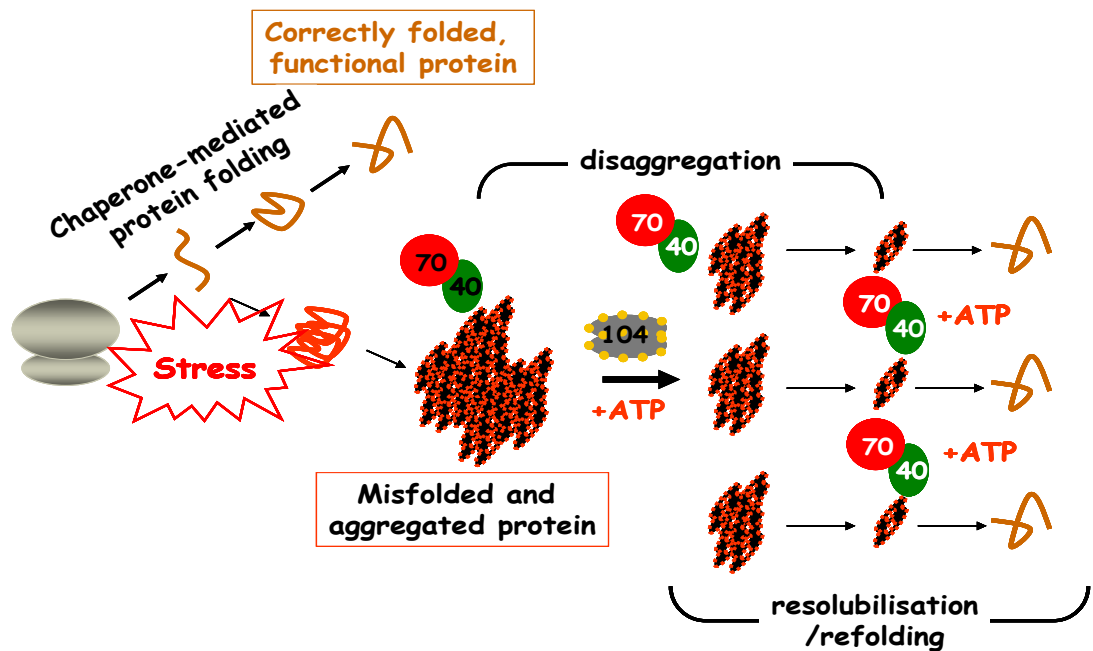 Correctly folded,
functional protein
Chaperone-mediated
protein folding
disaggregation
70
40
70
40
Stress
104
+ATP
70
40
+ATP
70
40
+ATP
Misfolded and
aggregated protein
resolubilisation
/refolding